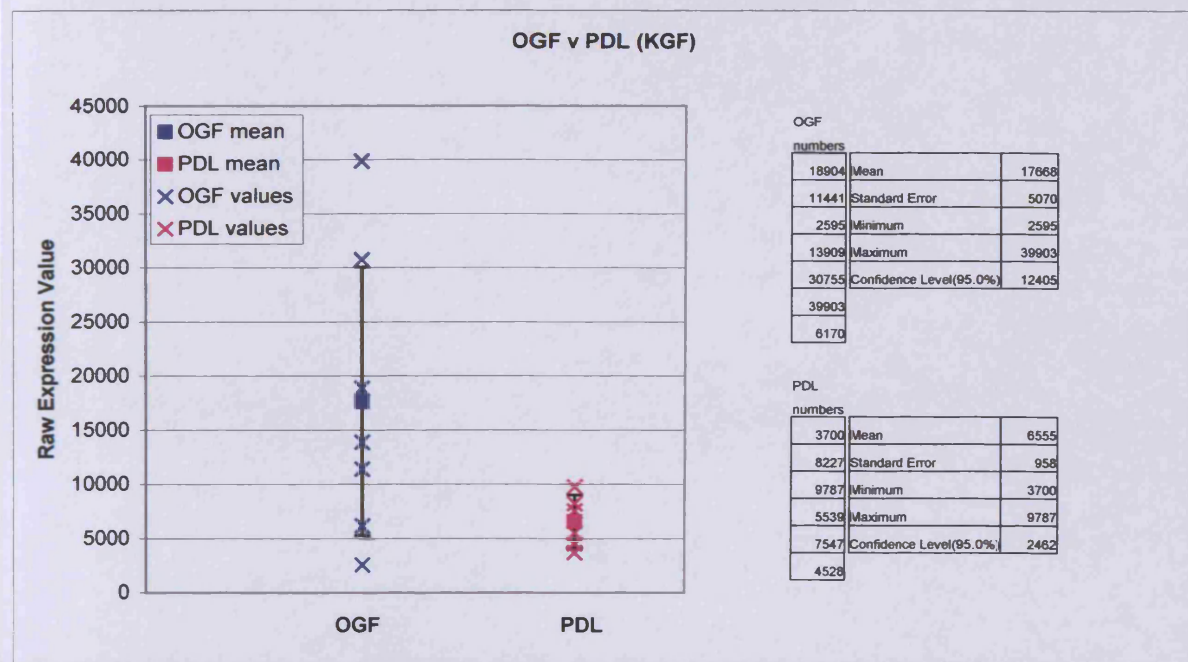 OGF v PDL (KGF)
Raw Expression Value
45000
40000
35000
30000
25000
20000
15000
10000
5000
0
OGF mean
PDL mean
OGF values
PDL values
OGF
PDL
OGF
numbers
18904 Mean 17668
11441 Standard Error 5070
2595 Minimum 2595
13909 Maximum 39903
30755 Confidence Level(95.0%) 12405
39903
6170
PDL
numbers
3700 Mean 6555
8227 Standard Error 958
9787 Minimum 3700
5539 Maximum 9787
7547 Confidence Level(95.0%) 2462
4528